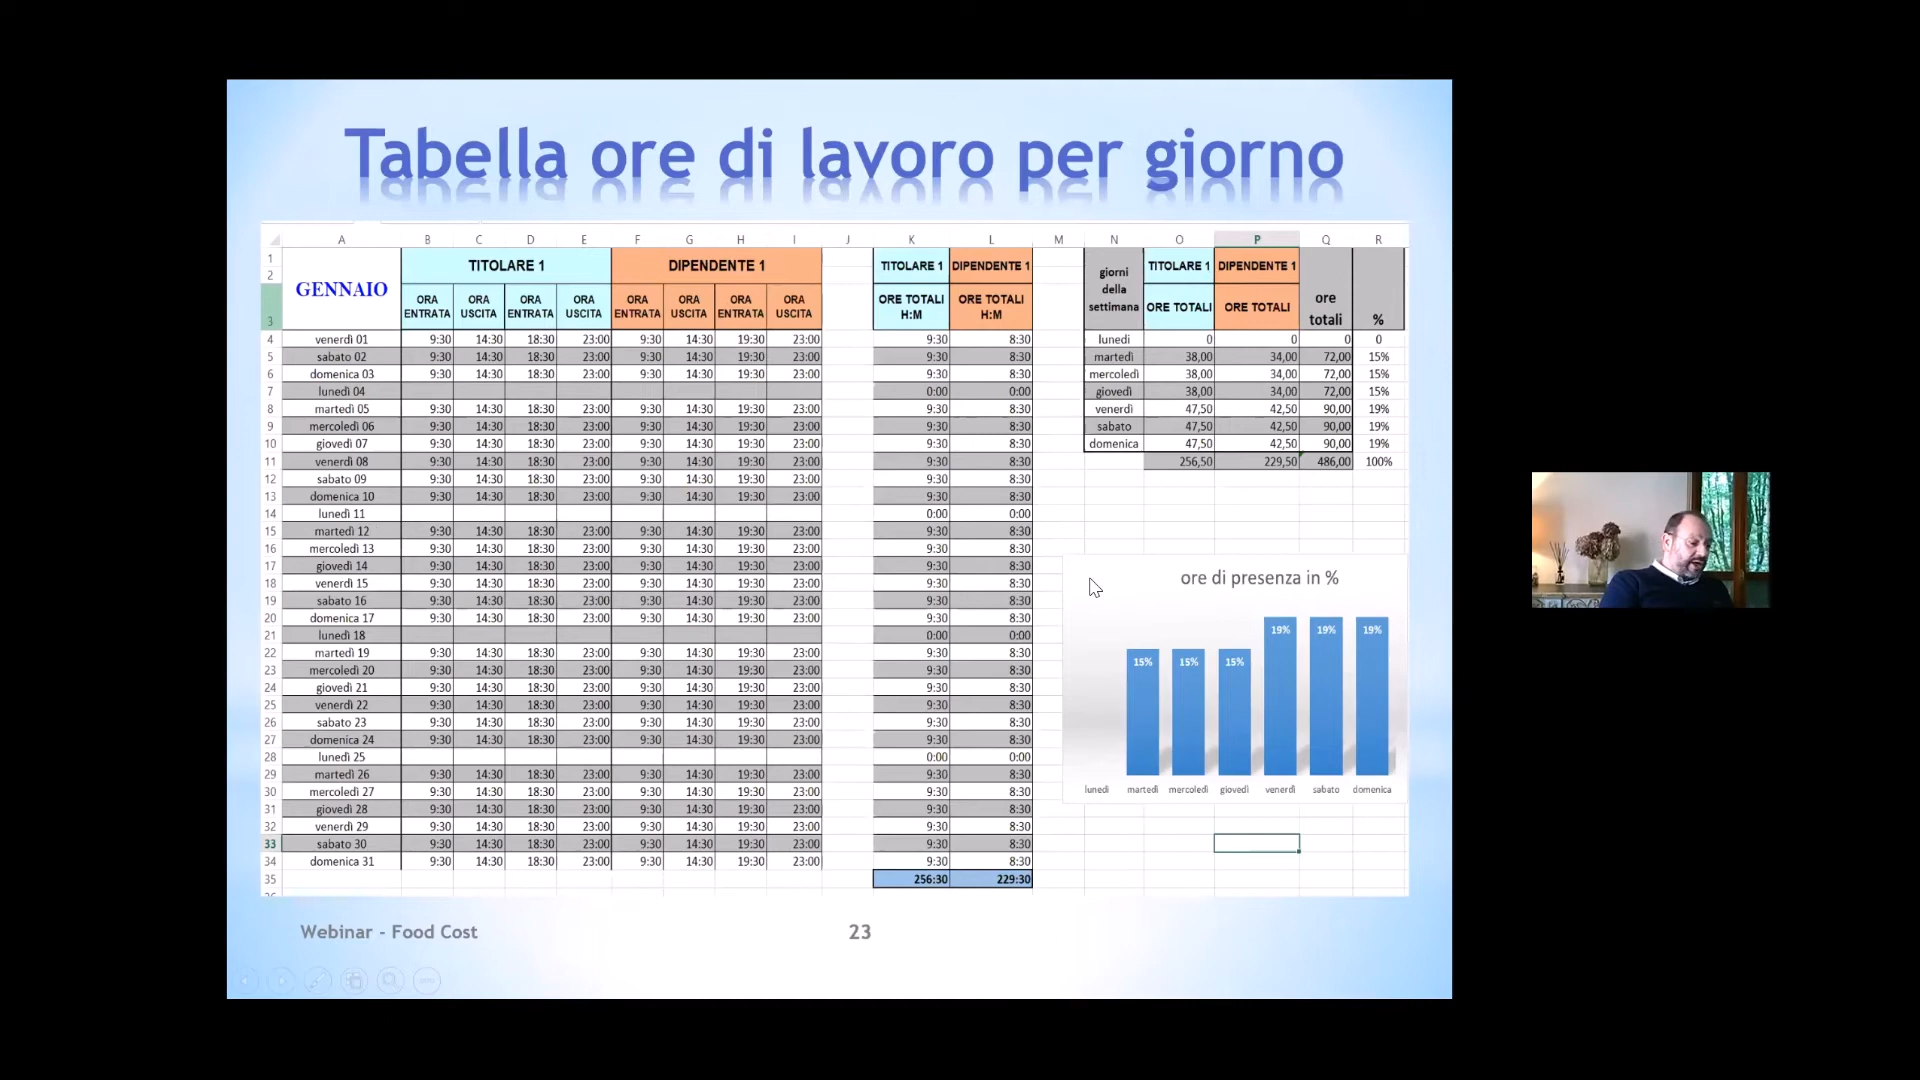 Tabella ore di lavoro per giorno
A B C D E F G H I J K L M N O P Q R
1 TITOLARE 1 DIPENDENTE 1 TITOLARE 1 DIPENDENTE 1 giorni della settimana TITOLARE 1 DIPENDENTE 1 ore totali %
2 GENNAIO
3 ORA ENTRATA ORA USCITA ORA ENTRATA ORA USCITA ORA ENTRATA ORA USCITA ORA ENTRATA ORA USCITA ORE TOTALI H:M ORE TOTALI H:M ORE TOTALI ORE TOTALI
4 venerdì 01 9:30 14:30 18:30 23:00 9:30 14:30 19:30 23:00 9:30 8:30 lunedi 0 0 0 0
5 sabato 02 9:30 14:30 18:30 23:00 9:30 14:30 19:30 23:00 9:30 8:30 martedì 38,00 34,00 72,00 15%
6 domenica 03 9:30 14:30 18:30 23:00 9:30 14:30 19:30 23:00 9:30 8:30 mercoledì 38,00 34,00 72,00 15%
7 lunedì 04 0:00 0:00 giovedì 38,00 34,00 72,00 15%
8 martedì 05 9:30 14:30 18:30 23:00 9:30 14:30 19:30 23:00 9:30 8:30 venerdì 47,50 42,50 90,00 19%
9 mercoledì 06 9:30 14:30 18:30 23:00 9:30 14:30 19:30 23:00 9:30 8:30 sabato 47,50 42,50 90,00 19%
10 giovedì 07 9:30 14:30 18:30 23:00 9:30 14:30 19:30 23:00 9:30 8:30 domenica 47,50 42,50 90,00 19%
11 venerdì 08 9:30 14:30 18:30 23:00 9:30 14:30 19:30 23:00 9:30 8:30 256,50 229,50 486,00 100%
12 sabato 09 9:30 14:30 18:30 23:00 9:30 14:30 19:30 23:00 9:30 8:30
13 domenica 10 9:30 14:30 18:30 23:00 9:30 14:30 19:30 23:00 9:30 8:30
14 lunedì 11 0:00 0:00
15 martedì 12 9:30 14:30 18:30 23:00 9:30 14:30 19:30 23:00 9:30 8:30
16 mercoledì 13 9:30 14:30 18:30 23:00 9:30 14:30 19:30 23:00 9:30 8:30
17 giovedì 14 9:30 14:30 18:30 23:00 9:30 14:30 19:30 23:00 9:30 8:30
18 venerdì 15 9:30 14:30 18:30 23:00 9:30 14:30 19:30 23:00 9:30 8:30
19 sabato 16 9:30 14:30 18:30 23:00 9:30 14:30 19:30 23:00 9:30 8:30
20 domenica 17 9:30 14:30 18:30 23:00 9:30 14:30 19:30 23:00 9:30 8:30
21 lunedì 18 0:00 0:00
22 martedì 19 9:30 14:30 18:30 23:00 9:30 14:30 19:30 23:00 9:30 8:30
23 mercoledì 20 9:30 14:30 18:30 23:00 9:30 14:30 19:30 23:00 9:30 8:30
24 giovedì 21 9:30 14:30 18:30 23:00 9:30 14:30 19:30 23:00 9:30 8:30
25 venerdì 22 9:30 14:30 18:30 23:00 9:30 14:30 19:30 23:00 9:30 8:30
26 sabato 23 9:30 14:30 18:30 23:00 9:30 14:30 19:30 23:00 9:30 8:30
27 domenica 24 9:30 14:30 18:30 23:00 9:30 14:30 19:30 23:00 9:30 8:30
28 lunedì 25 0:00 0:00
29 martedì 26 9:30 14:30 18:30 23:00 9:30 14:30 19:30 23:00 9:30 8:30
30 mercoledì 27 9:30 14:30 18:30 23:00 9:30 14:30 19:30 23:00 9:30 8:30
31 giovedì 28 9:30 14:30 18:30 23:00 9:30 14:30 19:30 23:00 9:30 8:30
32 venerdì 29 9:30 14:30 18:30 23:00 9:30 14:30 19:30 23:00 9:30 8:30
33 sabato 30 9:30 14:30 18:30 23:00 9:30 14:30 19:30 23:00 9:30 8:30
34 domenica 31 9:30 14:30 18:30 23:00 9:30 14:30 19:30 23:00 9:30 8:30
35 256:30 229:30
ore di presenza in %
15% 15% 15% 19% 19% 19%
lunedi martedì mercoledì giovedì venerdì sabato domenica
Webinar - Food Cost
23